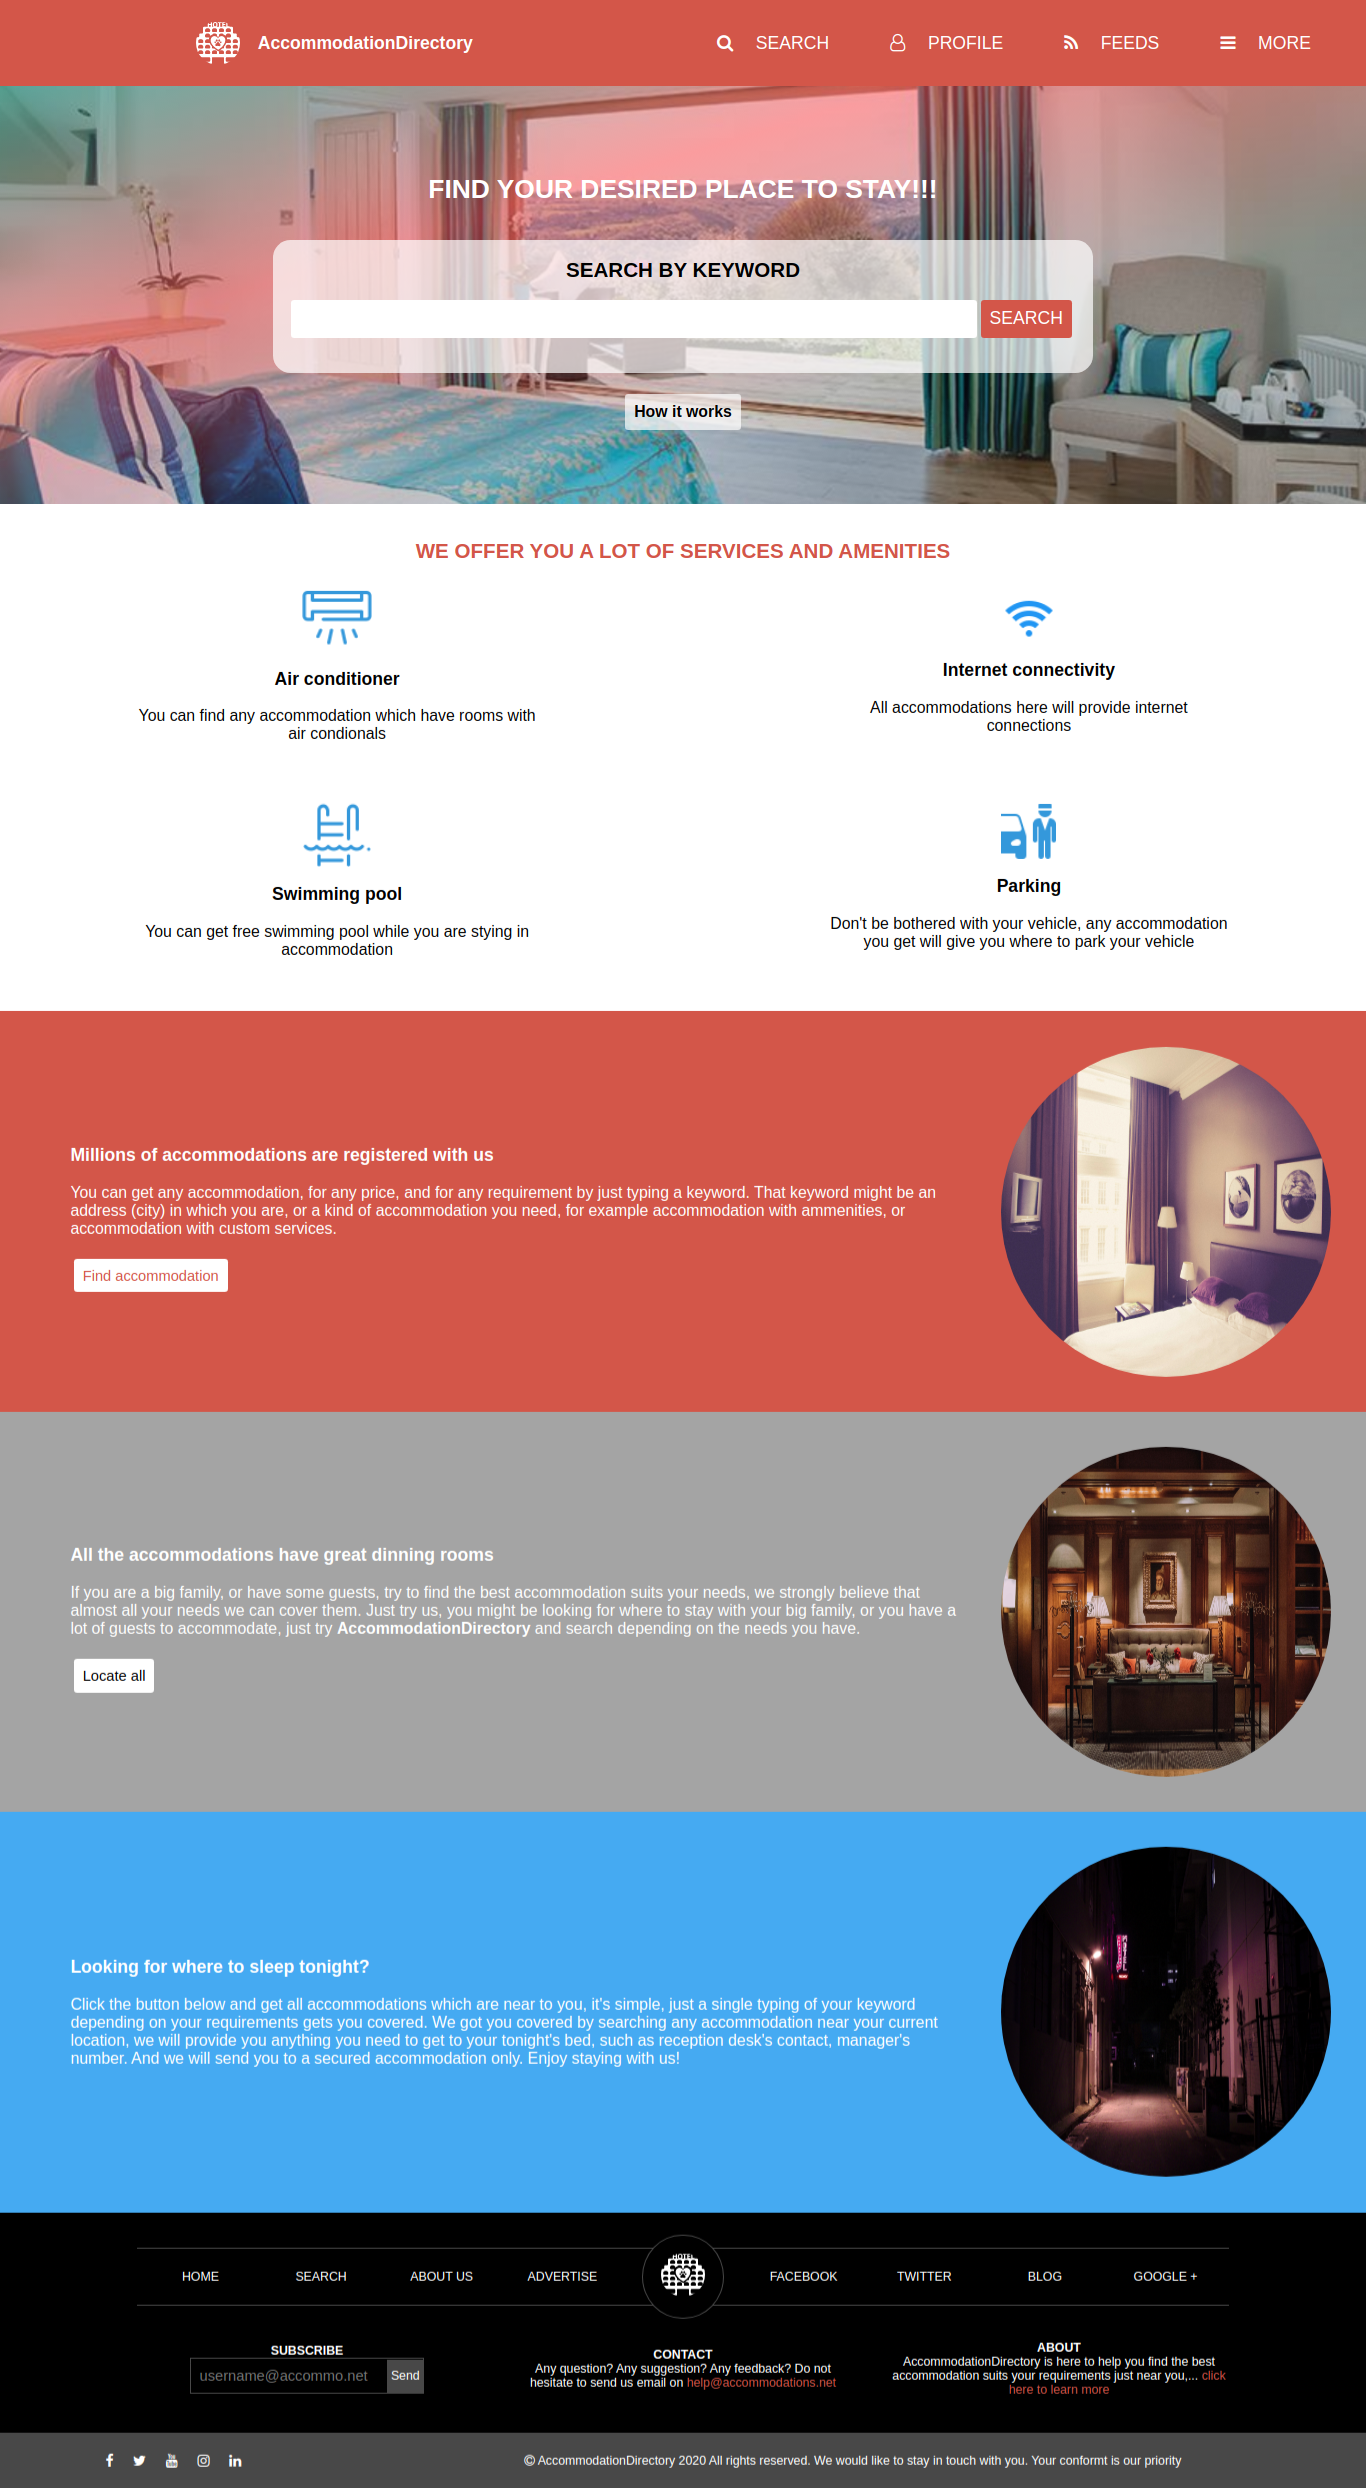 HOTEL
AccommodationDirectory
SEARCH
PROFILE
FEEDS
MORE
FIND YOUR DESIRED PLACE TO STAY!!!
SEARCH BY KEYWORD
SEARCH
How it works
WE OFFER YOU A LOT OF SERVICES AND AMENITIES
Air conditioner
You can find any accommodation which have rooms with
air condionals
Internet connectivity
All accommodations here will provide internet
connections
Swimming pool
You can get free swimming pool while you are stying in
accommodation
Parking
Don't be bothered with your vehicle, any accommodation
you get will give you where to park your vehicle
Millions of accommodations are registered with us
You can get any accommodation, for any price, and for any requirement by just typing a keyword. That keyword might be an
address (city) in which you are, or a kind of accommodation you need, for example accommodation with ammenities, or
accommodation with custom services.
Find accommodation
All the accommodations have great dinning rooms
If you are a big family, or have some guests, try to find the best accommodation suits your needs, we strongly believe that
almost all your needs we can cover them. Just try us, you might be looking for where to stay with your big family, or you have a
lot of guests to accommodate, just try AccommodationDirectory and search depending on the needs you have.
Locate all
Looking for where to sleep tonight?
Click the button below and get all accommodations which are near to you, it's simple, just a single typing of your keyword
depending on your requirements gets you covered. We got you covered by searching any accommodation near your current
location, we will provide you anything you need to get to your tonight's bed, such as reception desk's contact, manager's
number. And we will send you to a secured accommodation only. Enjoy staying with us!
HOME
SEARCH
ABOUT US
ADVERTISE
HOTEL
FACEBOOK
TWITTER
BLOG
GOOGLE +
SUBSCRIBE
username@accommo.net
Send
CONTACT
Any question? Any suggestion? Any feedback? Do not
hesitate to send us email on help@accommodations.net
ABOUT
AccommodationDirectory is here to help you find the best
accommodation suits your requirements just near you,... click
here to learn more
© AccommodationDirectory 2020 All rights reserved. We would like to stay in touch with you. Your conformt is our priority